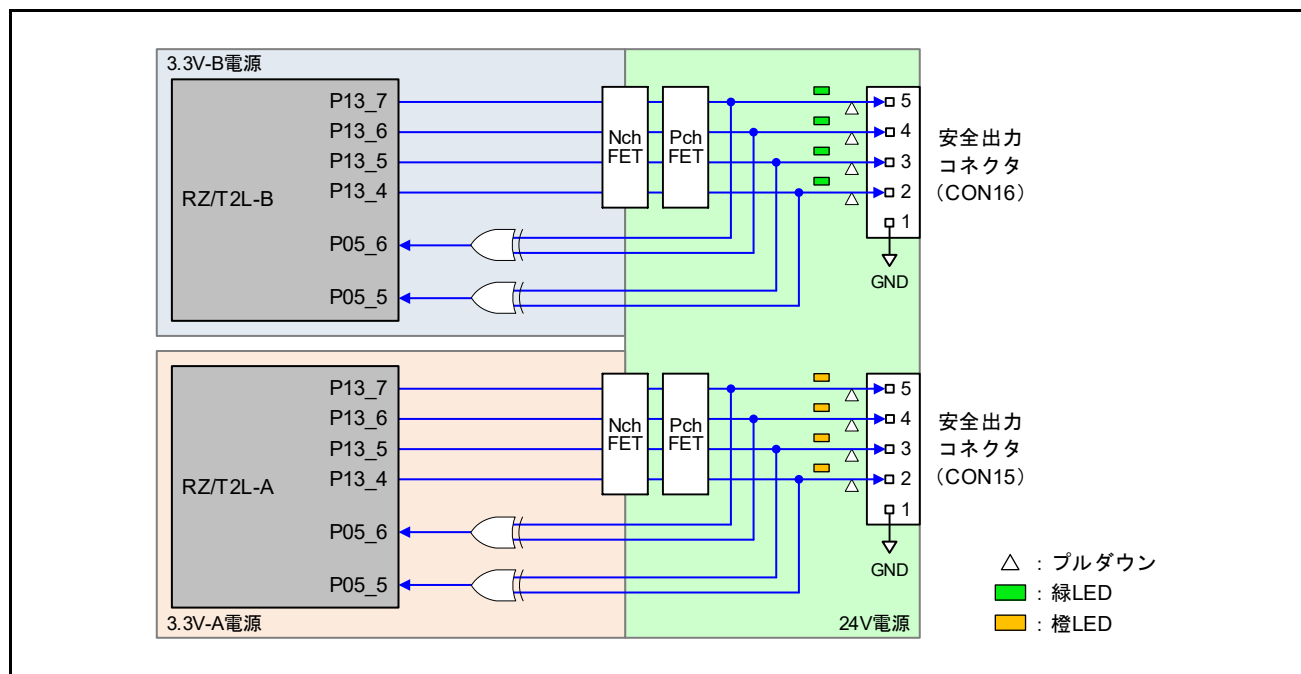 3.3V-B電源
RZ/T2L-B
P13_7
P13_6
P13_5
P13_4
P05_6
P05_5
Nch
FET
Pch
FET
5
4
3
2
1
GND
安全出力
コネクタ
（CON16）
RZ/T2L-A
P13_7
P13_6
P13_5
P13_4
P05_6
P05_5
Nch
FET
Pch
FET
5
4
3
2
1
GND
安全出力
コネクタ
（CON15）
3.3V-A電源
24V電源
：プルダウン
：緑LED
：橙LED